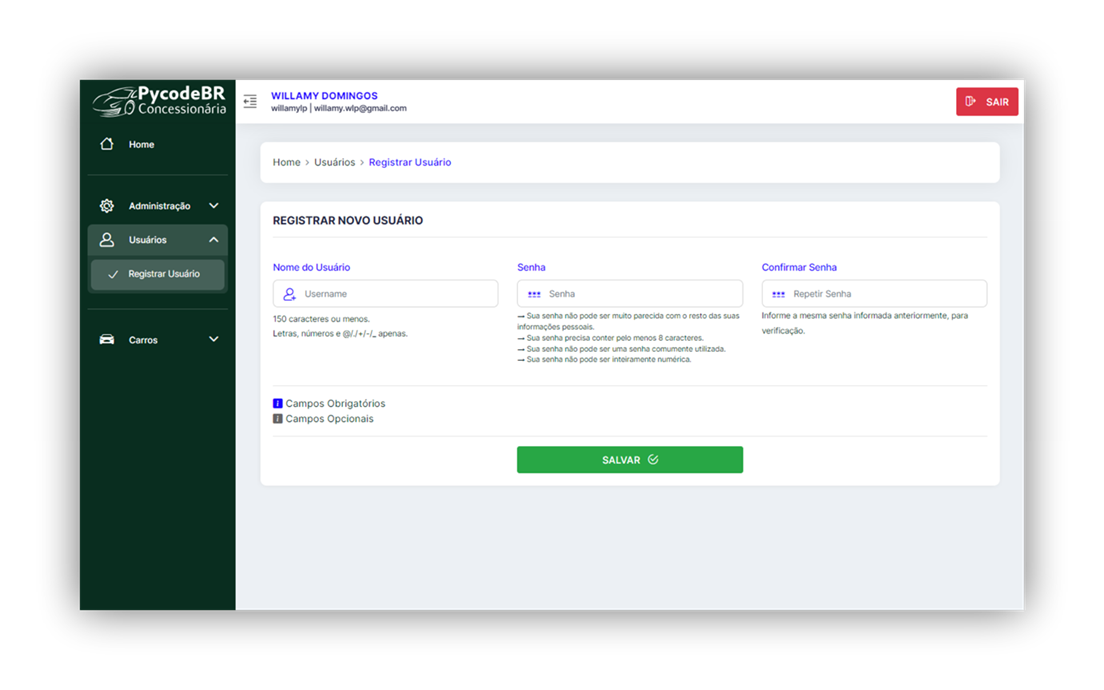 PycodeBR
Concessionária
WILLAMY DOMINGOS
willamylp | willamy.wlp@gmail.com
SAIR
Home
Administração
Usuários
Registrar Usuário
Carros
Home > Usuários > Registrar Usuário
REGISTRAR NOVO USUÁRIO
Nome do Usuário
Username
150 caracteres ou menos.
Letras, números e @/./+/-/_ apenas.
Senha
Senha
→ Sua senha não pode ser muito parecida com o resto das suas
informações pessoais.
→ Sua senha precisa conter pelo menos 8 caracteres.
→ Sua senha não pode ser uma senha comumente utilizada.
→ Sua senha não pode ser inteiramente numérica.
Confirmar Senha
Repetir Senha
Informe a mesma senha informada anteriormente, para
verificação.
i Campos Obrigatórios
i Campos Opcionais
SALVAR